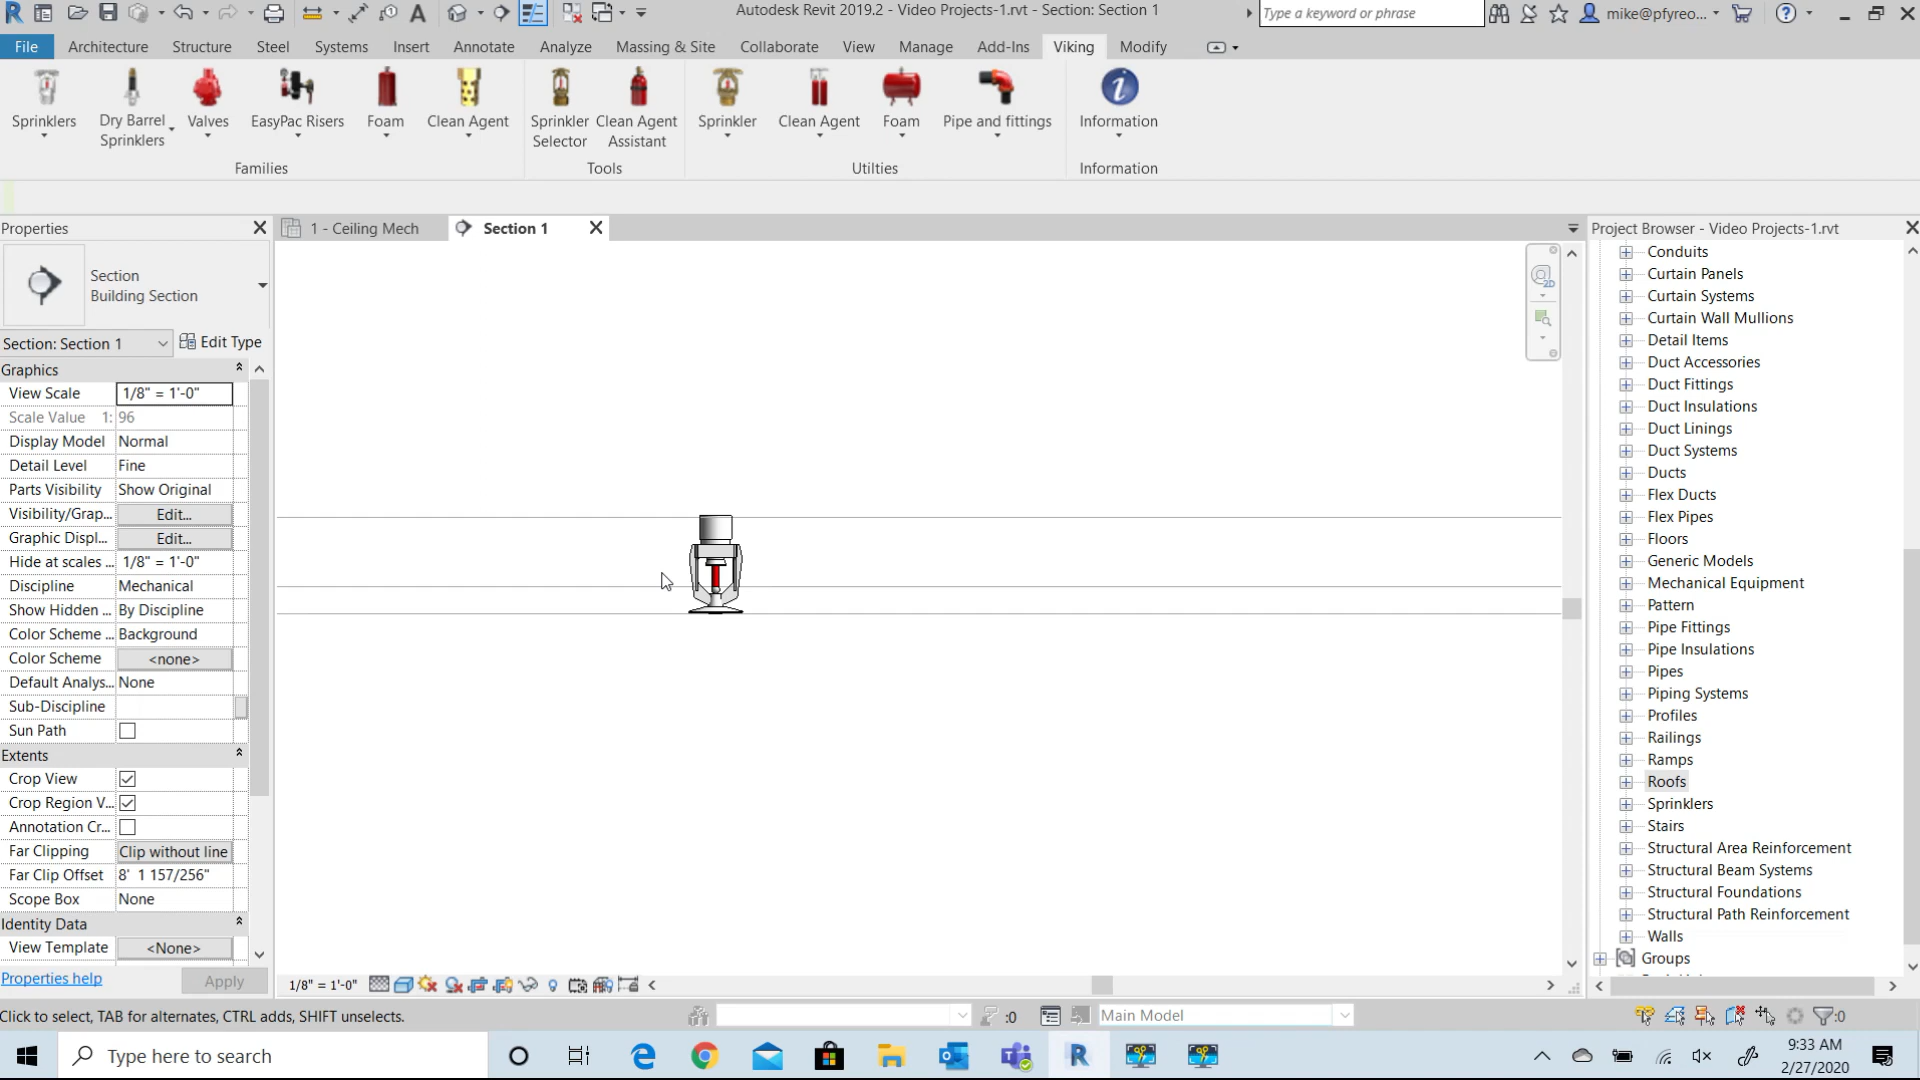 Autodesk Revit 2019.2 - Video Projects-1.rvt - Section: Section 1
Type a keyword or phrase
mike@pfyreo...
File
Architecture
Structure
Steel
Systems
Insert
Annotate
Analyze
Massing & Site
Collaborate
View
Manage
Add-Ins
Viking
Modify
Sprinklers
Dry Barrel
Sprinklers
Valves
EasyPac Risers
Foam
Clean Agent
Sprinkler
Selector
Clean Agent
Assistant
Sprinkler
Clean Agent
Foam
Pipe and fittings
Information
Families
Tools
Utilties
Information
Properties
1 - Ceiling Mech
Section 1
Project Browser - Video Projects-1.rvt
Section
Building Section
Section: Section 1
Edit Type
Graphics
View Scale 1/8" = 1'-0"
Scale Value 1: 96
Display Model Normal
Detail Level Fine
Parts Visibility Show Original
Visibility/Grap... Edit...
Graphic Displ... Edit...
Hide at scales ... 1/8" = 1'-0"
Discipline Mechanical
Show Hidden ... By Discipline
Color Scheme ... Background
Color Scheme <none>
Default Analys... None
Sub-Discipline
Sun Path
Extents
Crop View
Crop Region V...
Annotation Cr...
Far Clipping Clip without line
Far Clip Offset 8' 1 157/256"
Scope Box None
Identity Data
View Template <None>
Properties help
Apply
2D
Conduits
Curtain Panels
Curtain Systems
Curtain Wall Mullions
Detail Items
Duct Accessories
Duct Fittings
Duct Insulations
Duct Linings
Duct Systems
Ducts
Flex Ducts
Flex Pipes
Floors
Generic Models
Mechanical Equipment
Pattern
Pipe Fittings
Pipe Insulations
Pipes
Piping Systems
Profiles
Railings
Ramps
Roofs
Sprinklers
Stairs
Structural Area Reinforcement
Structural Beam Systems
Structural Foundations
Structural Path Reinforcement
Walls
Groups
1/8" = 1'-0"
Click to select, TAB for alternates, CTRL adds, SHIFT unselects.
:0
Main Model
:0
Type here to search
9:33 AM
2/27/2020